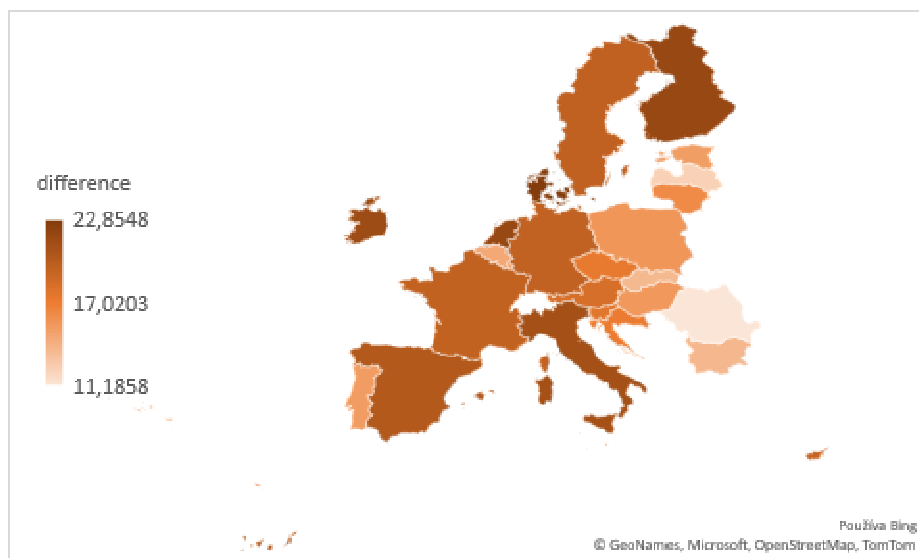 difference
22,8548
17,0203
11,1858
Používa Bing
© GeoNames, Microsoft, OpenStreetMap, TomTom